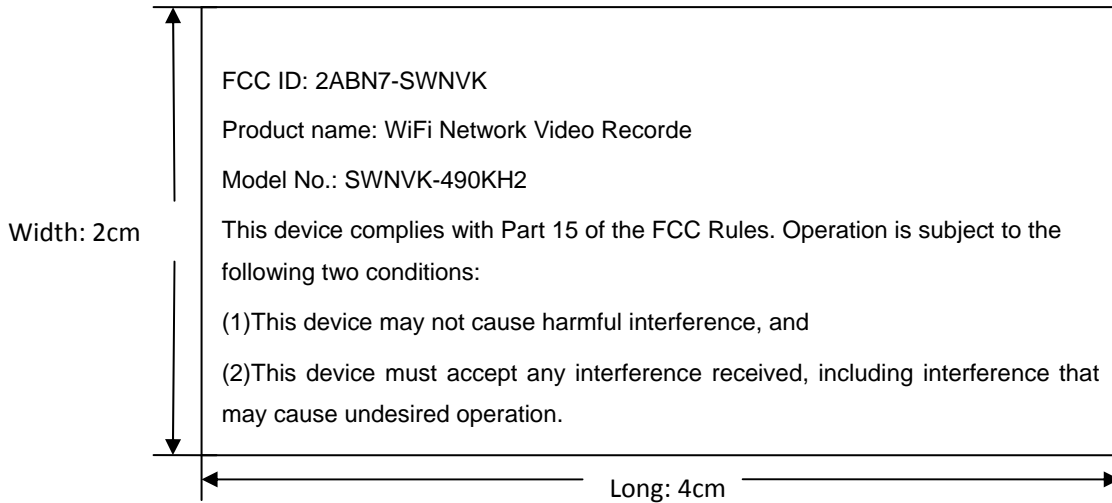 FCC ID: 2ABN7-SWNVK
Product name: WiFi Network Video Recorde
Model No.: SWNVK-490KH2
Width: 2cm
This device complies with Part 15 of the FCC Rules. Operation is subject to the
following two conditions:
(1)This device may not cause harmful interference, and
(2)This device must accept any interference received, including interference that
may cause undesired operation.
Long: 4cm